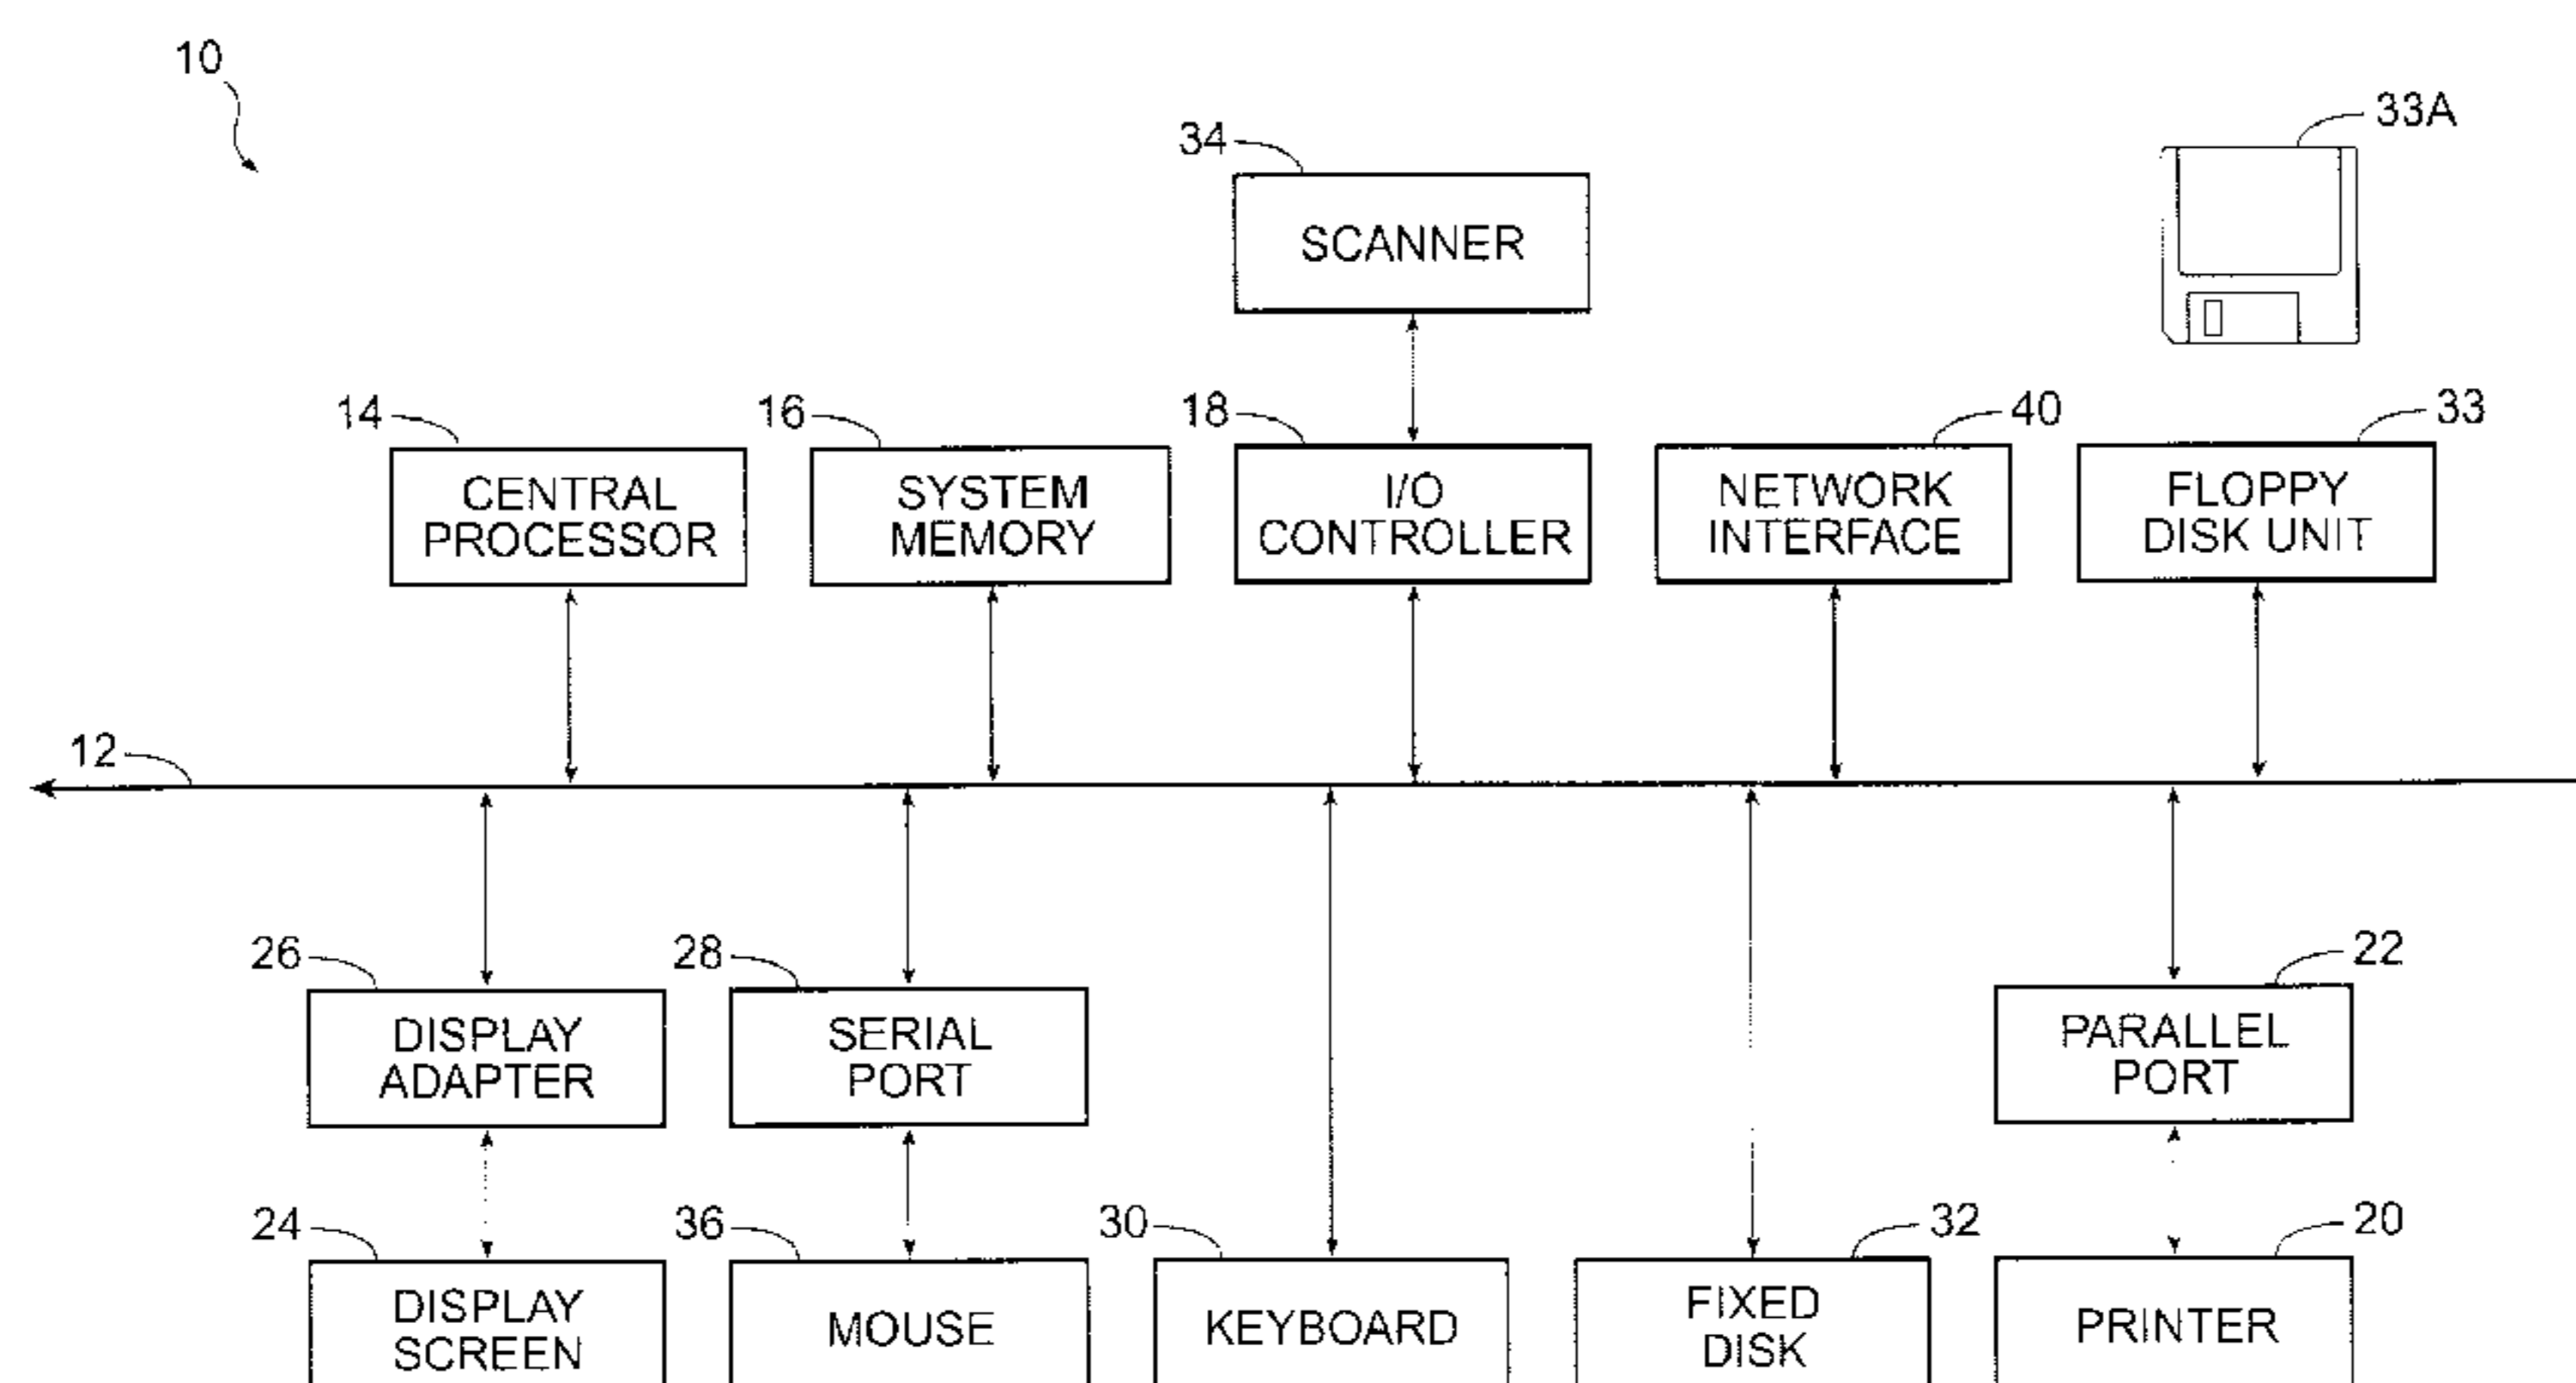 10
33A
34
SCANNER
14
16
18
40
33
CENTRAL
PROCESSOR
SYSTEM
MEMORY
I/O
CONTROLLER
NETWORK
INTERFACE
FLOPPY
DISK UNIT
12
26
28
22
DISPLAY
ADAPTER
SERIAL
PORT
PARALLEL
PORT
24
36
30
32
20
DISPLAY
SCREEN
MOUSE
KEYBOARD
FIXED
DISK
PRINTER